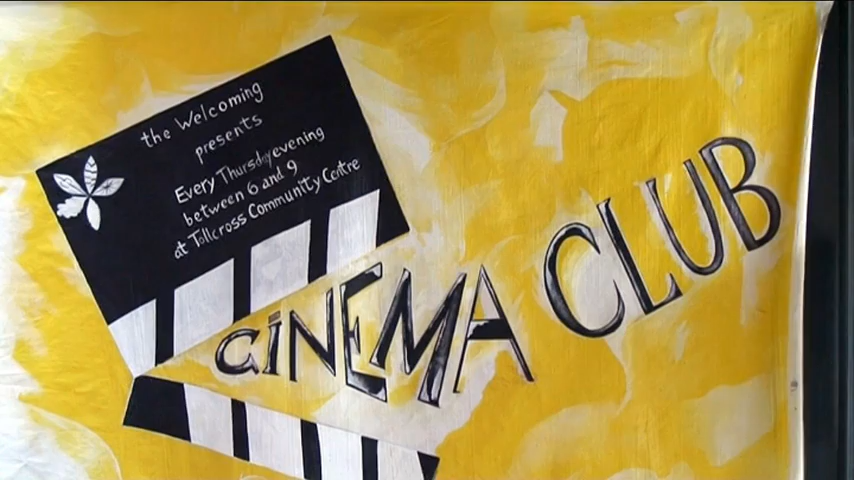 the Welcoming
presents
Every Thursday evening
between 6 and 9
at Tollcross Community Centre
CiNEMA CLUB